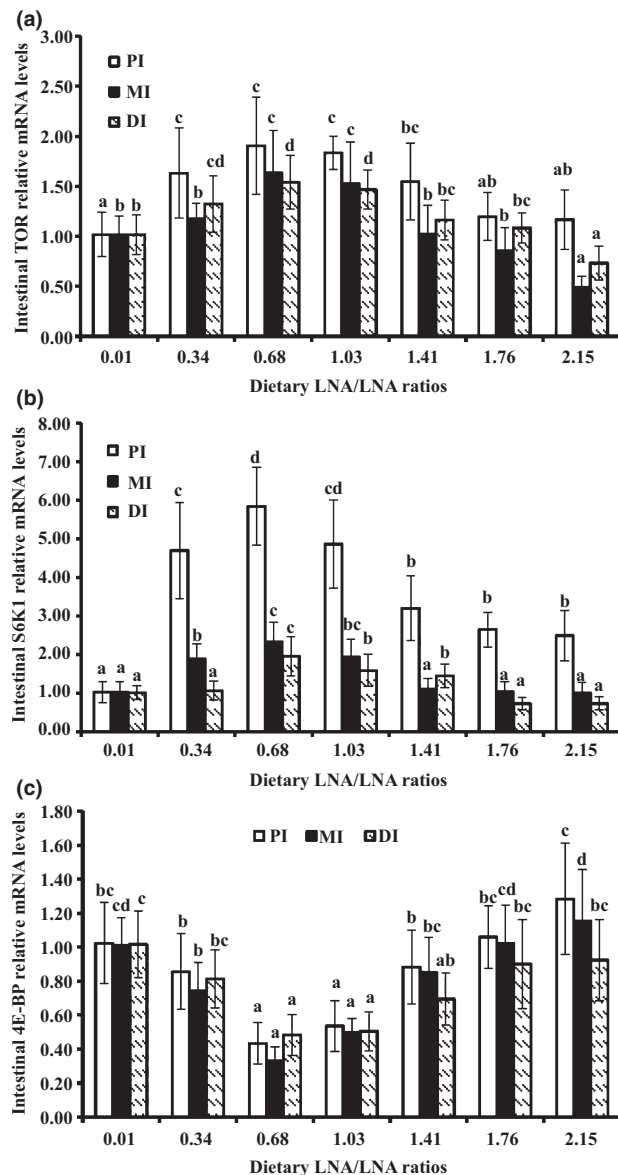 (a)
3.00
2.50
2.00
1.50
1.00
0.50
0.00
Intestinal TOR relative mRNA levels
PI
MI
DI
a b b
c b cd
c c d
c c d
bc b bc
ab b bc
ab a a
0.01 0.34 0.68 1.03 1.41 1.76 2.15
Dietary LNA/LNA ratios
(b)
8.00
7.00
6.00
5.00
4.00
3.00
2.00
1.00
0.00
Intestinal S6K1 relative mRNA levels
PI
MI
DI
a a a
c b a
d c c
cd bc b
b a b
b a a
b a a
0.01 0.34 0.68 1.03 1.41 1.76 2.15
Dietary LNA/LNA ratios
(c)
1.80
1.60
1.40
1.20
1.00
0.80
0.60
0.40
0.20
0.00
Intestinal 4E-BP relative mRNA levels
PI MI DI
bc cd c
b b bc
a a a
a a a
b b ab
bc cd bc
c d bc
0.01 0.34 0.68 1.03 1.41 1.76 2.15
Dietary LNA/LNA ratios